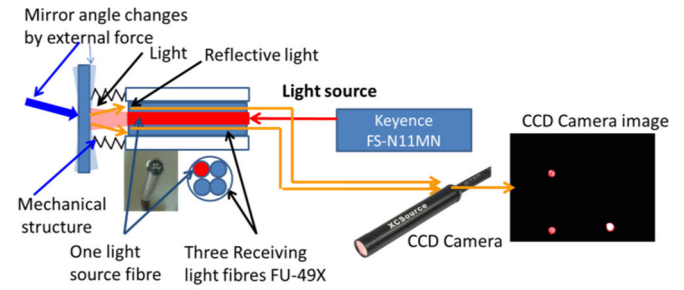 Mirror angle changes
by external force
Light
Reflective light
Light source
Keyence
FS-N11MN
CCD Camera image
XCSource
CCD Camera
Mechanical
structure
One light
source fibre
Three Receiving
light fibres FU-49X